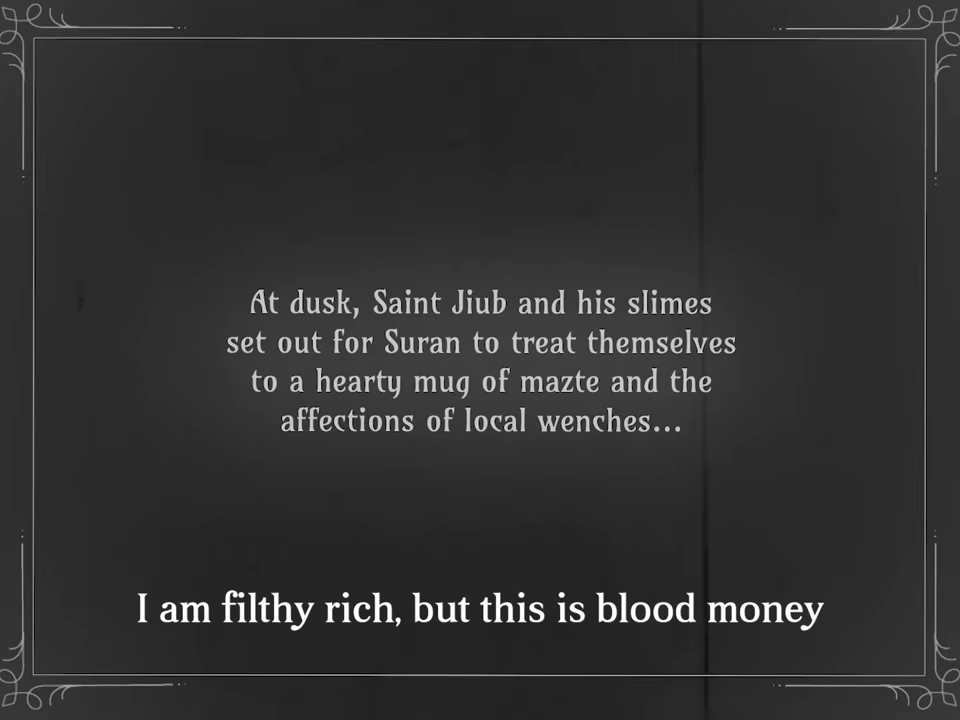 At dusk, Saint Jiub and his slimes
set out for Suran to treat themselves
to a hearty mug of mazte and the
affections of local wenches...
I am filthy rich, but this is blood money